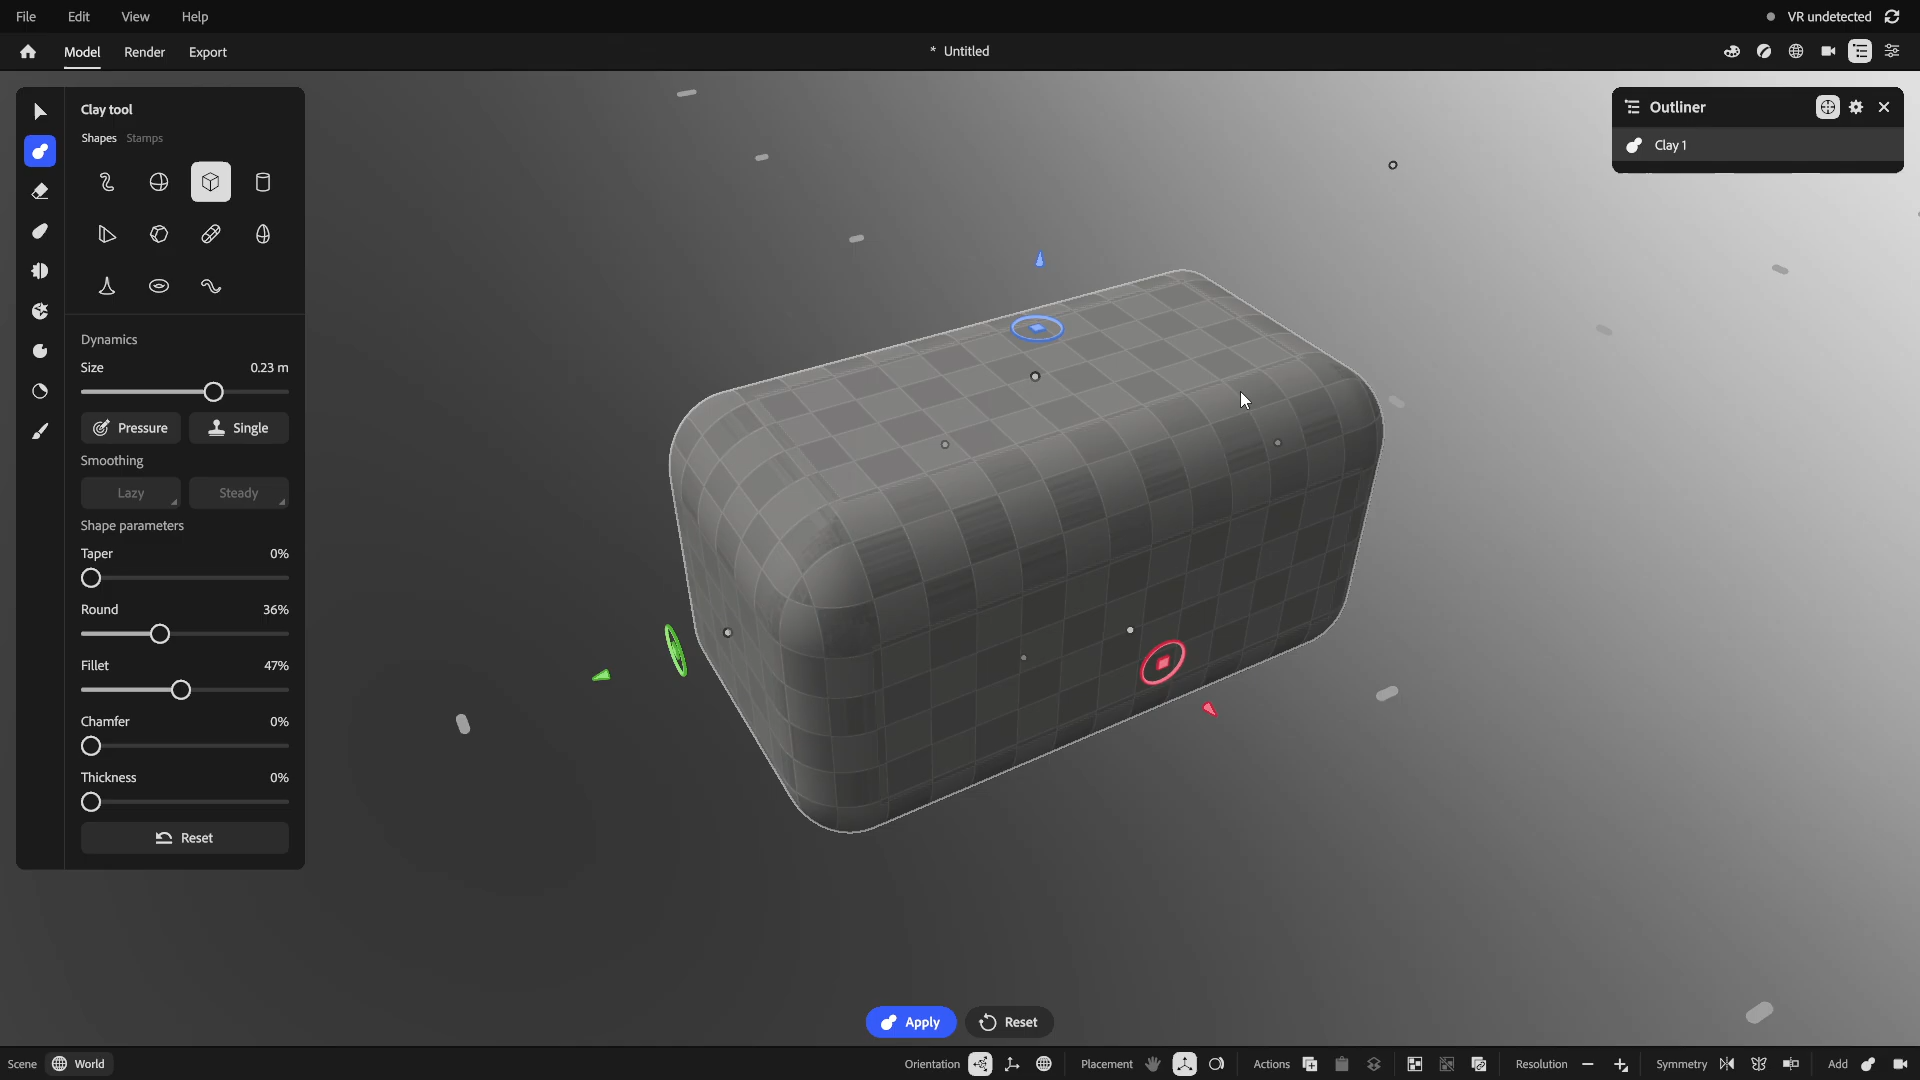 File Edit View Help
VR undetected
Model Render Export
* Untitled
Clay tool
Shapes Stamps
Dynamics
Size 0.23 m
Pressure Single
Smoothing
Lazy Steady
Shape parameters
Taper 0%
Round 36%
Fillet 47%
Chamfer 0%
Thickness 0%
Reset
Outliner
Clay 1
Apply Reset
Scene World
Orientation Placement Actions Resolution Symmetry Add